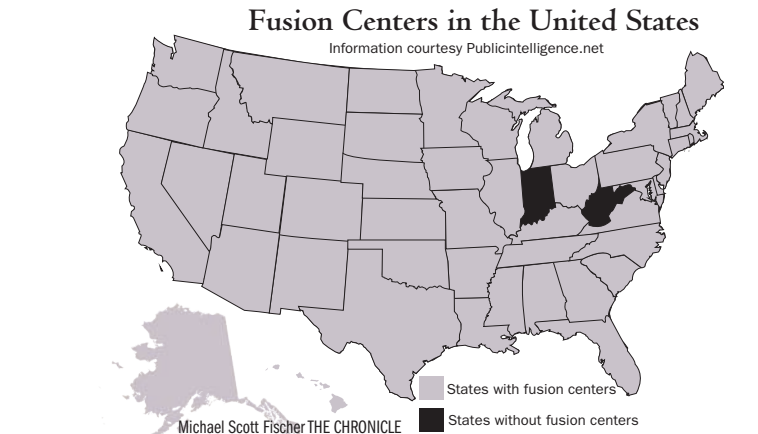 Fusion Centers in the United States
Information courtesy Publicintelligence.net
States with fusion centers
States without fusion centers
Michael Scott Fischer THE CHRONICLE